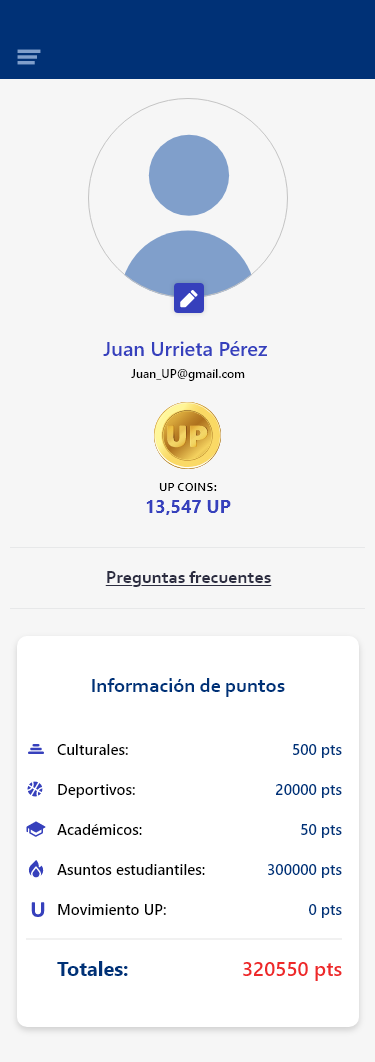 Juan Urrieta Pérez
Juan_UP@gmail.com
UP
UP COINS:
13,547 UP
Preguntas frecuentes
Información de puntos
Culturales: 500 pts
Deportivos: 20000 pts
Académicos: 50 pts
Asuntos estudiantiles: 300000 pts
U Movimiento UP: 0 pts
Totales: 320550 pts